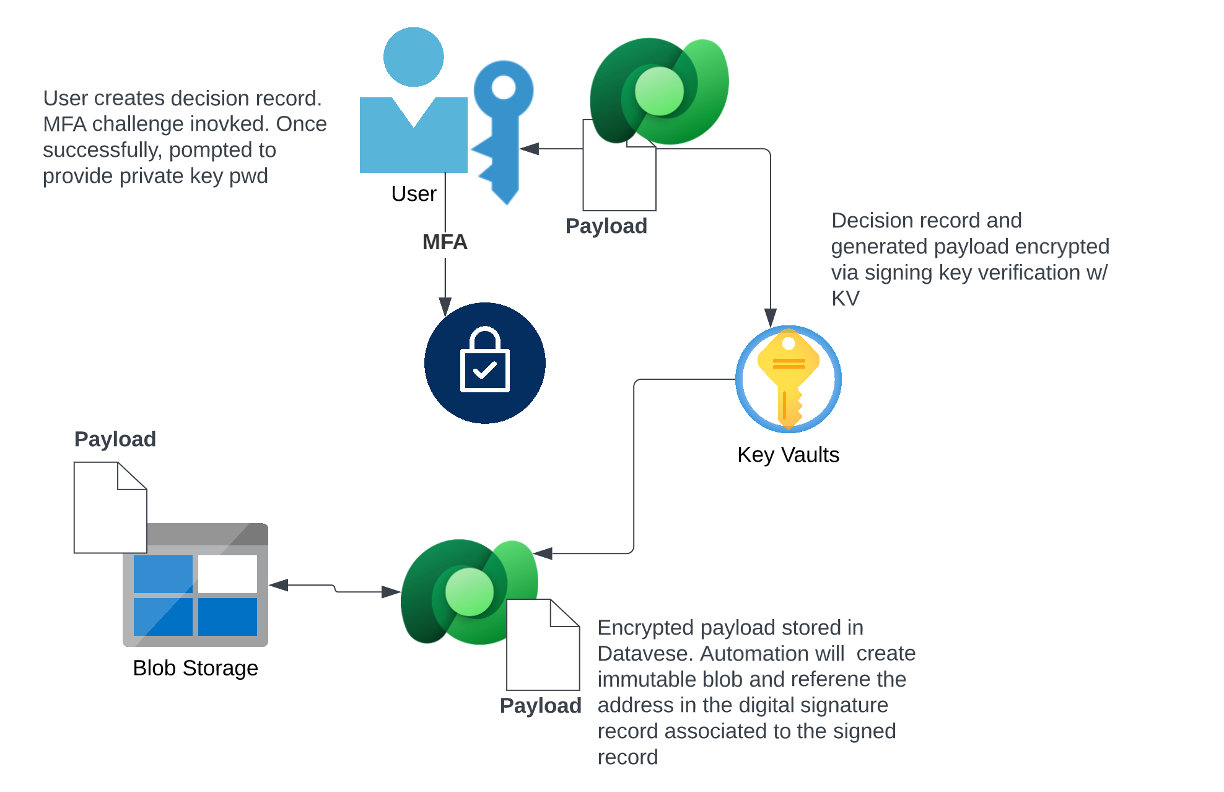 User creates decision record.
MFA challenge inovked. Once
successfully, pompted to
provide private key pwd
User
MFA
Payload
Decision record and
generated payload encrypted
via signing key verification w/
KV
Key Vaults
Payload
Blob Storage
Payload
Encrypted payload stored in
Datavese. Automation will  create
immutable blob and referene the
address in the digital signature
record associated to the signed
record